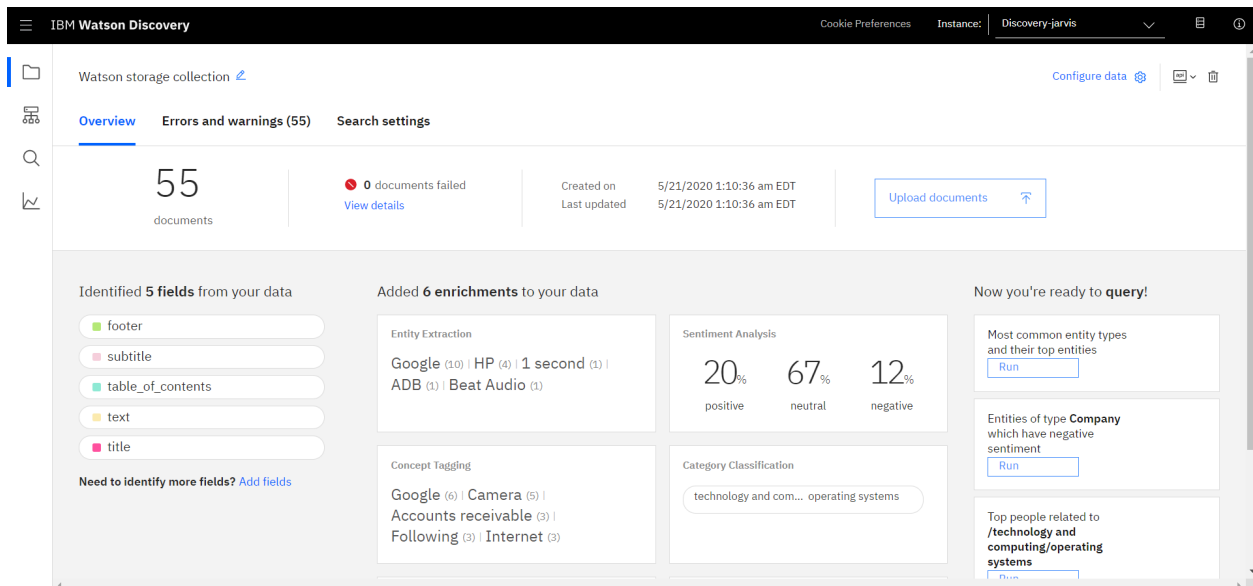 IBM Watson Discovery
Cookie Preferences
Instance:
Discovery-jarvis
Watson storage collection
Configure data
api
Overview
Errors and warnings (55)
Search settings
55
documents
0 documents failed
View details
Created on 5/21/2020 1:10:36 am EDT
Last updated 5/21/2020 1:10:36 am EDT
Upload documents
Identified 5 fields from your data
footer
subtitle
table_of_contents
text
title
Need to identify more fields? Add fields
Added 6 enrichments to your data
Entity Extraction
Google (10) | HP (4) | 1 second (1) |
ADB (1) | Beat Audio (1)
Sentiment Analysis
20% 67% 12%
positive neutral negative
Concept Tagging
Google (6) | Camera (5) |
Accounts receivable (3) |
Following (3) | Internet (3)
Category Classification
technology and com... operating systems
Now you're ready to query!
Most common entity types
and their top entities
Run
Entities of type Company
which have negative
sentiment
Run
Top people related to
/technology and
computing/operating
systems
Run